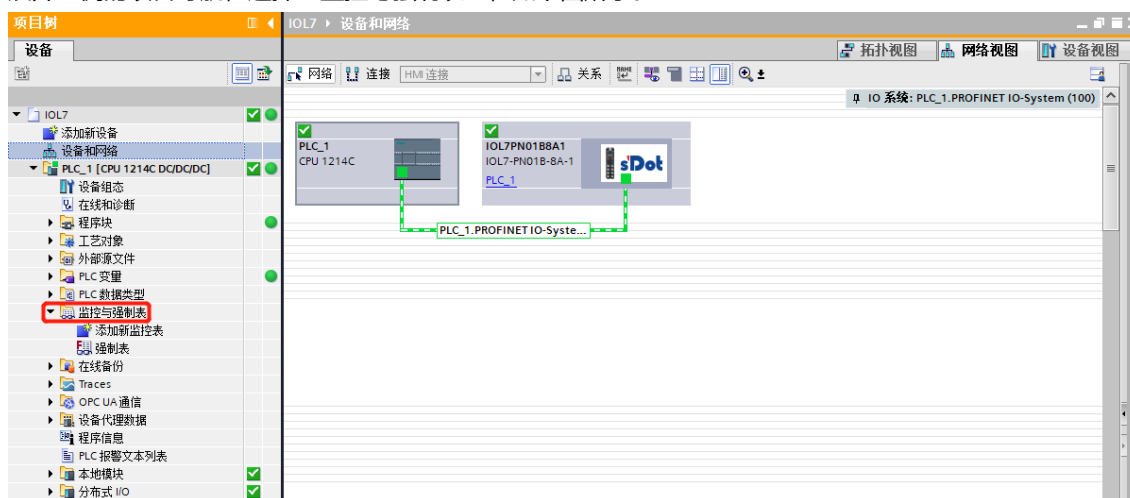 项目树
IOL7 ▸ 设备和网络
设备
拓扑视图
网络视图
设备视图
网络
连接
HMI 连接
关系
IO 系统: PLC_1.PROFINET IO-System (100)
IOL7
添加新设备
设备和网络
PLC_1 [CPU 1214C DC/DC/DC]
设备组态
在线和诊断
程序块
工艺对象
外部源文件
PLC 变量
PLC 数据类型
监控与强制表
添加新监控表
强制表
在线备份
Traces
OPC UA 通信
设备代理数据
程序信息
PLC 报警文本列表
本地模块
分布式 I/O
PLC_1
CPU 1214C
IOL7PN01B8A1
IOL7-PN01B-8A-1
PLC_1
s'Dot
PLC_1.PROFINET IO-Syste...